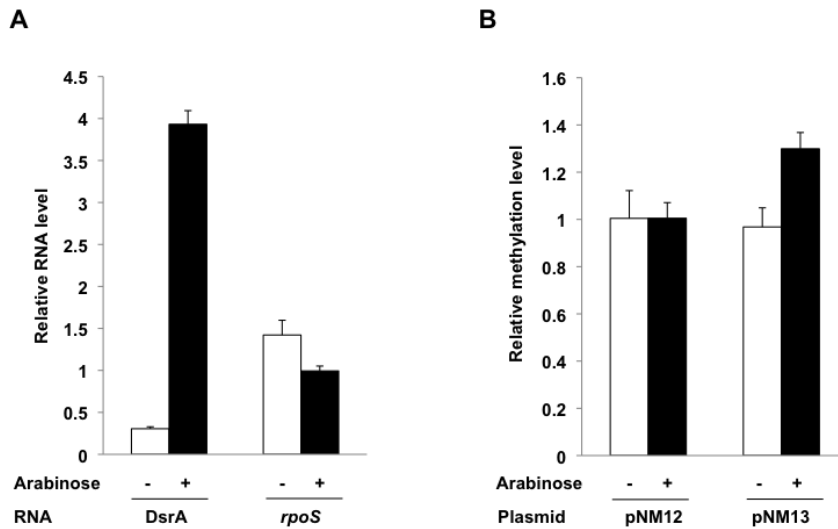 A
Relative RNA level
4.5
4
3.5
3
2.5
2
1.5
1
0.5
0
Arabinose - + - +
RNA DsrA rpoS
B
Relative methylation level
1.6
1.4
1.2
1
0.8
0.6
0.4
0.2
0
Arabinose - + - +
Plasmid pNM12 pNM13